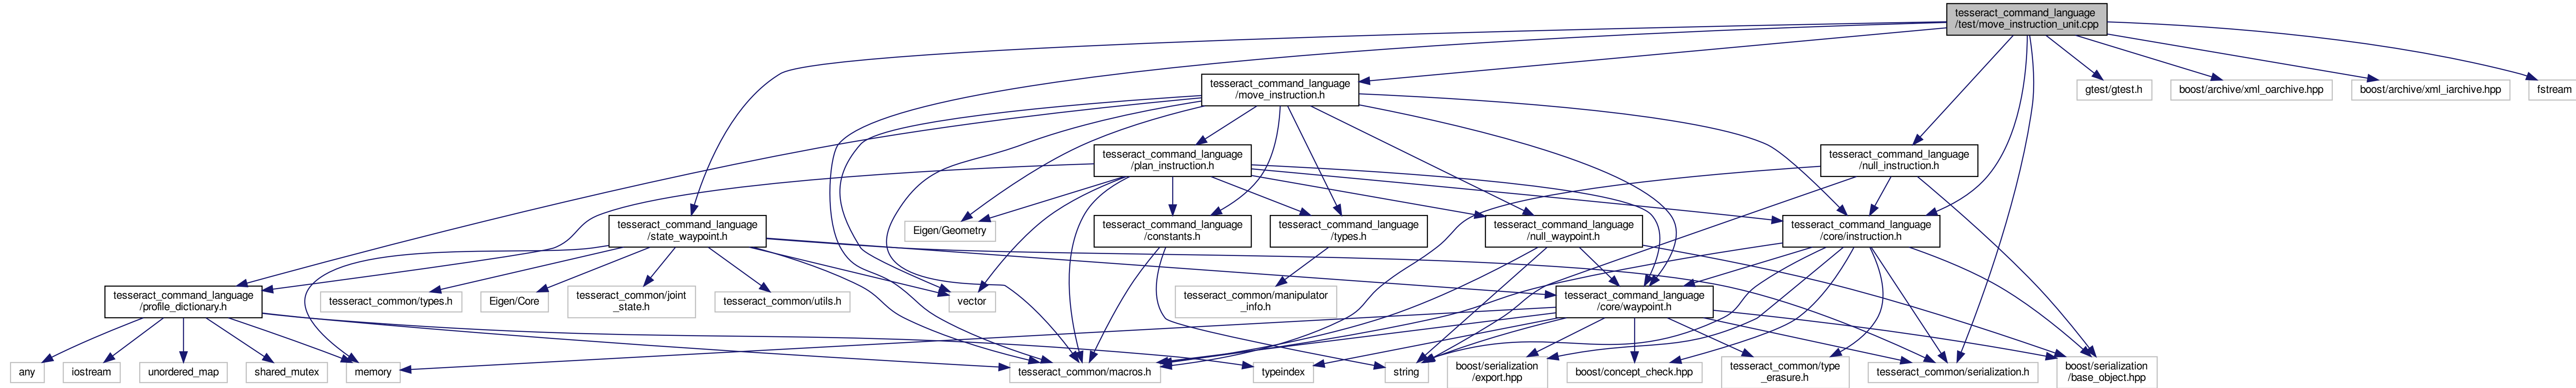 tesseract_command_language
/test/move_instruction_unit.cpp
tesseract_command_language
/move_instruction.h
gtest/gtest.h
boost/archive/xml_oarchive.hpp
boost/archive/xml_iarchive.hpp
fstream
tesseract_command_language
/plan_instruction.h
tesseract_command_language
/null_instruction.h
tesseract_command_language
/state_waypoint.h
Eigen/Geometry
tesseract_command_language
/constants.h
tesseract_command_language
/types.h
tesseract_command_language
/null_waypoint.h
tesseract_command_language
/core/instruction.h
tesseract_command_language
/profile_dictionary.h
tesseract_common/types.h
Eigen/Core
tesseract_common/joint
_state.h
tesseract_common/utils.h
vector
tesseract_common/manipulator
_info.h
tesseract_command_language
/core/waypoint.h
any
iostream
unordered_map
shared_mutex
memory
tesseract_common/macros.h
typeindex
string
boost/serialization
/export.hpp
boost/concept_check.hpp
tesseract_common/type
_erasure.h
tesseract_common/serialization.h
boost/serialization
/base_object.hpp